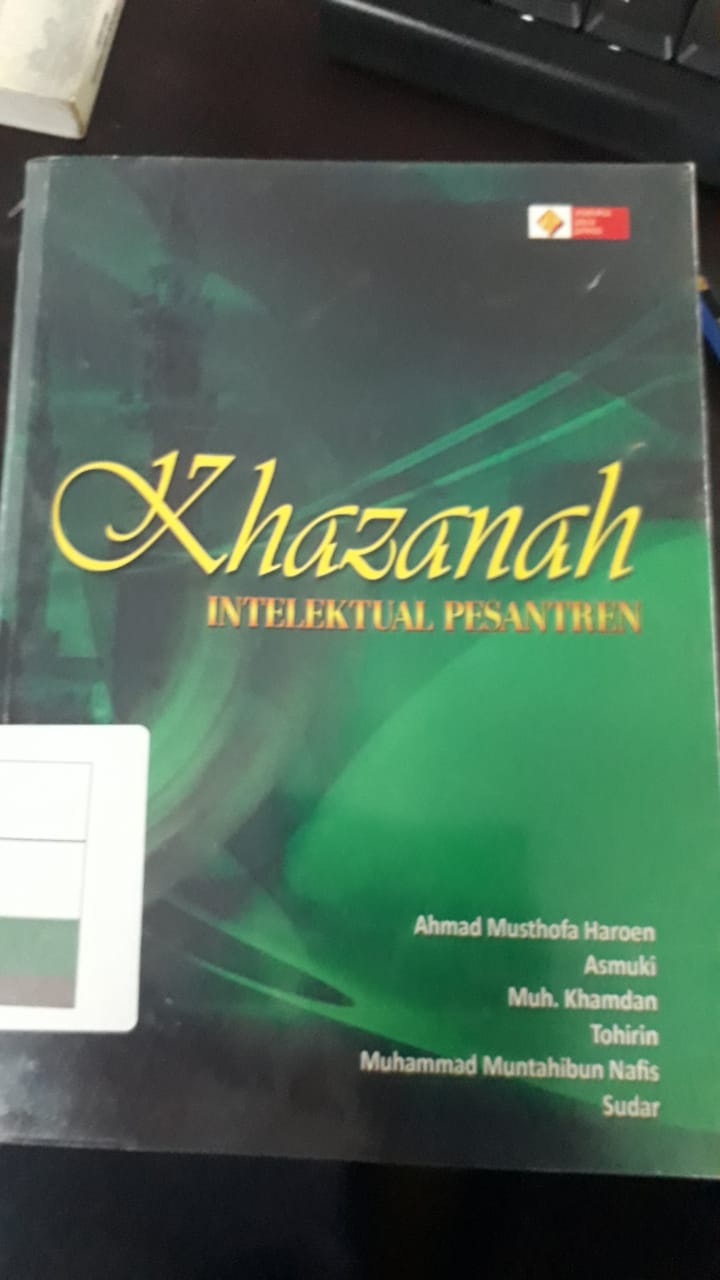 Khazanah
INTELEKTUAL PESANTREN
Ahmad Musthofa Haroen
Asmuki
Muh. Khamdan
Tohirin
Muhammad Muntahibun Nafis
Sudar